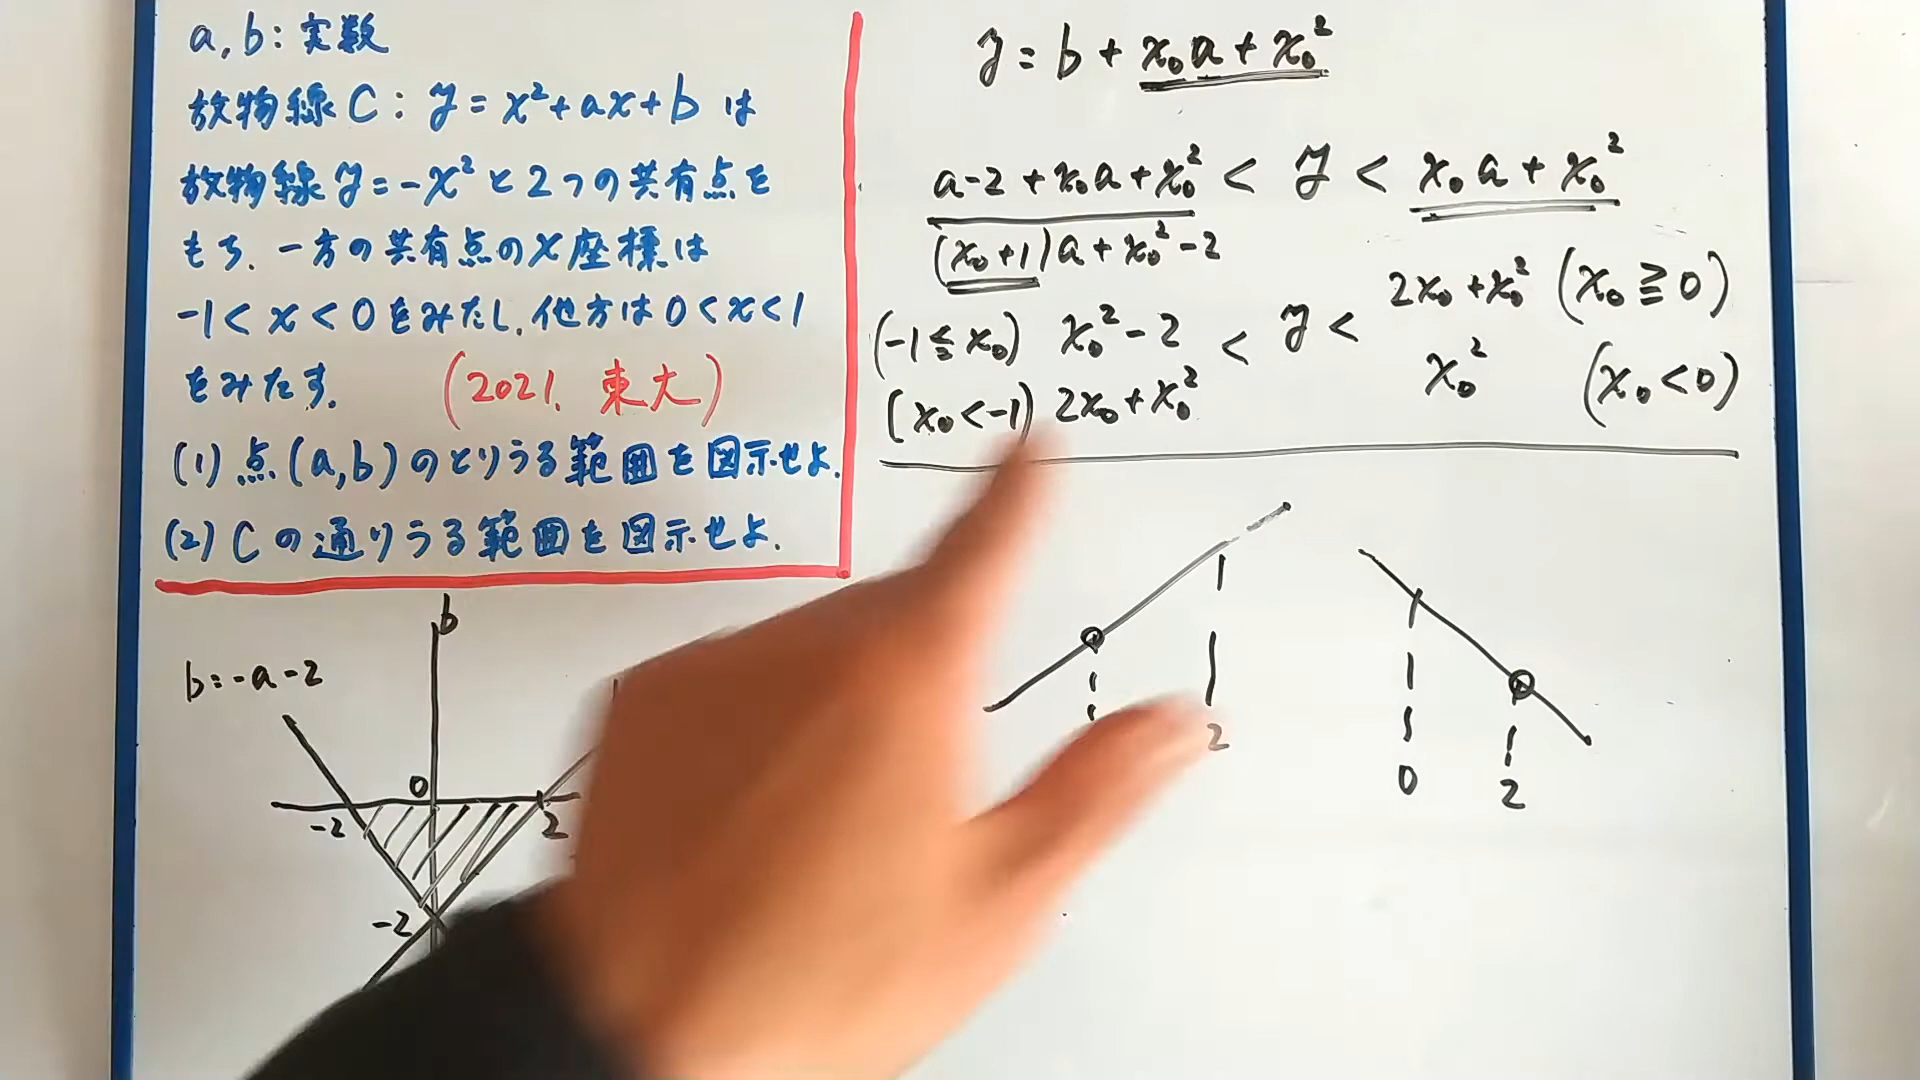 a, b : 実数
放物線 C : y = x² + ax + b は
放物線 y = -x² と 2つの共有点を
もち、一方の共有点の x 座標は
-1 < x < 0 をみたし、他方は 0 < x < 1
をみたす. (2021, 東大)
(1) 点(a,b)のとりうる範囲を図示せよ.
(2) Cの通りうる範囲を図示せよ.
b
b = -a-2
0
-2
2
-2
y = b + x₀a + x₀²
a-2 + x₀a + x₀² < y < x₀a + x₀²
(x₀+1)a + x₀² - 2
(-1 ≦ x₀) x₀² - 2 < y < 2x₀ + x₀² (x₀ ≧ 0)
(x₀ < -1) 2x₀ + x₀² x₀² (x₀ < 0)
2
0
2